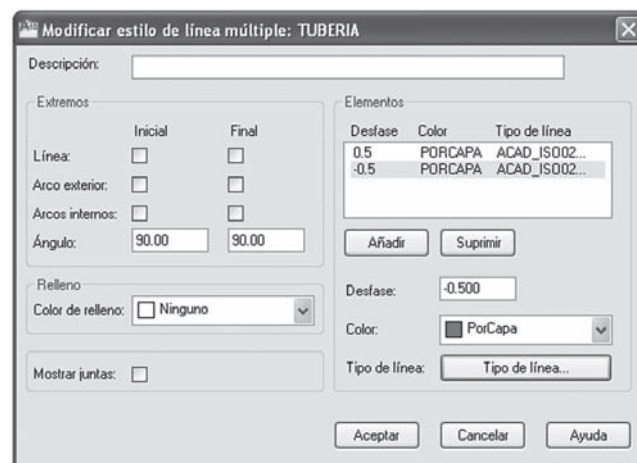 Modificar estilo de línea múltiple: TUBERIA
Descripción:
Extremos
Inicial Final
Línea:
Arco exterior:
Arcos internos:
Ángulo: 90.00 90.00
Relleno
Color de relleno: Ninguno
Mostrar juntas:
Elementos
Desfase Color Tipo de línea
0.5 PORCAPA ACAD_ISO02...
-0.5 PORCAPA ACAD_ISO02...
Añadir Suprimir
Desfase: -0.500
Color: PorCapa
Tipo de línea: Tipo de línea...
Aceptar Cancelar Ayuda